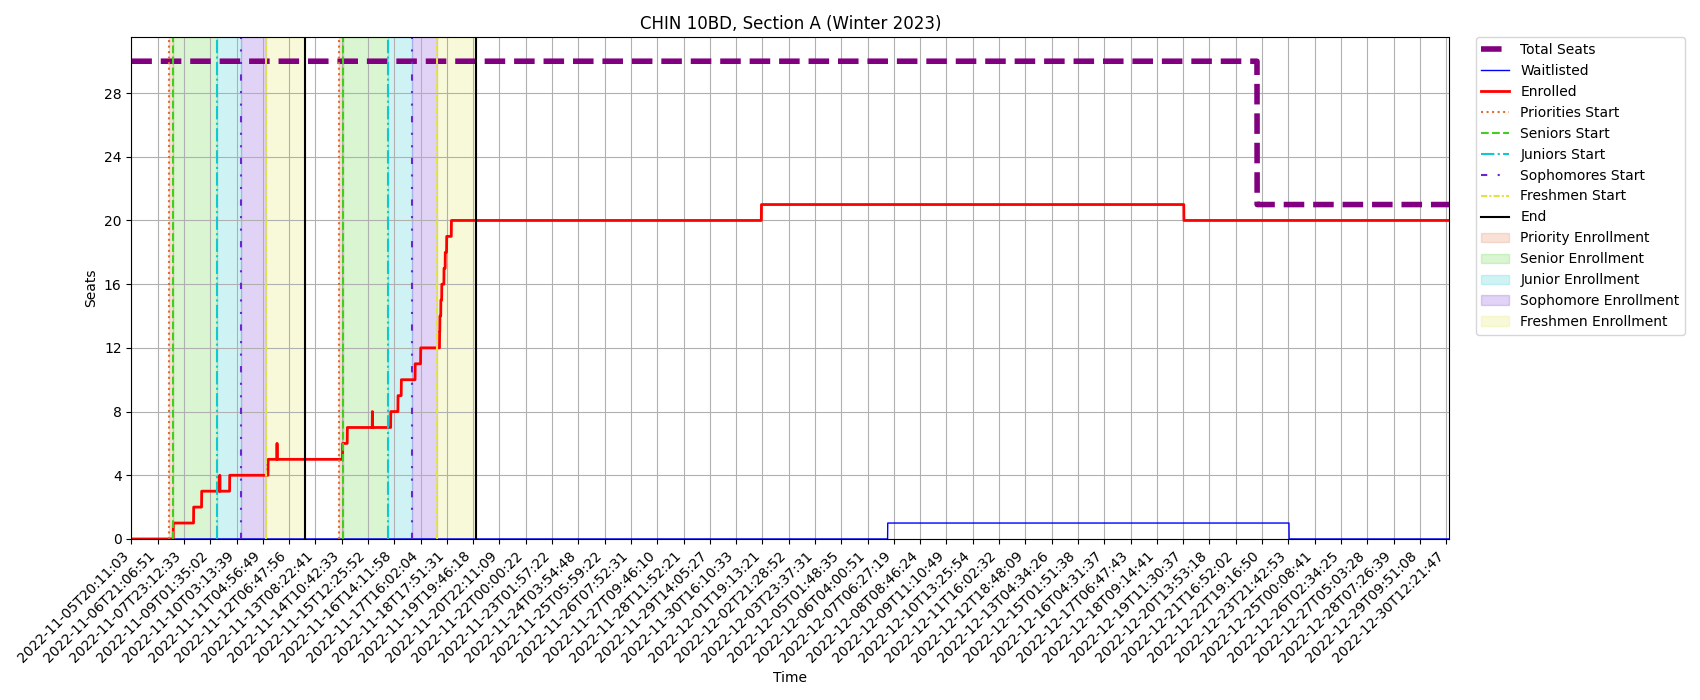 CHIN 10BD, Section A (Winter 2023)
Seats
28
24
20
16
12
8
4
0
2022-11-05T20:11:03
2022-11-06T21:06:51
2022-11-07T23:12:33
2022-11-09T01:35:02
2022-11-10T03:13:39
2022-11-11T04:56:49
2022-11-12T06:47:56
2022-11-13T08:22:41
2022-11-14T10:42:33
2022-11-15T12:25:52
2022-11-16T14:11:58
2022-11-17T16:02:04
2022-11-18T17:51:31
2022-11-19T19:46:18
2022-11-20T22:11:09
2022-11-22T00:00:22
2022-11-23T01:57:22
2022-11-24T03:54:48
2022-11-25T05:59:22
2022-11-26T07:52:31
2022-11-27T09:46:10
2022-11-28T11:52:21
2022-11-29T14:05:27
2022-11-30T16:10:33
2022-12-01T19:13:21
2022-12-02T21:28:52
2022-12-03T23:37:31
2022-12-05T01:48:35
2022-12-06T04:00:51
2022-12-07T06:27:19
2022-12-08T08:46:24
2022-12-09T11:10:49
2022-12-10T13:25:54
2022-12-11T16:02:32
2022-12-12T18:48:09
2022-12-13T04:34:26
2022-12-15T01:51:38
2022-12-16T04:31:37
2022-12-17T06:47:43
2022-12-18T09:14:41
2022-12-19T11:30:37
2022-12-20T13:53:18
2022-12-21T16:52:02
2022-12-22T19:16:50
2022-12-23T21:42:53
2022-12-25T00:08:41
2022-12-26T02:34:25
2022-12-27T05:03:28
2022-12-28T07:26:39
2022-12-29T09:51:08
2022-12-30T12:21:47
Time
Total Seats
Waitlisted
Enrolled
Priorities Start
Seniors Start
Juniors Start
Sophomores Start
Freshmen Start
End
Priority Enrollment
Senior Enrollment
Junior Enrollment
Sophomore Enrollment
Freshmen Enrollment